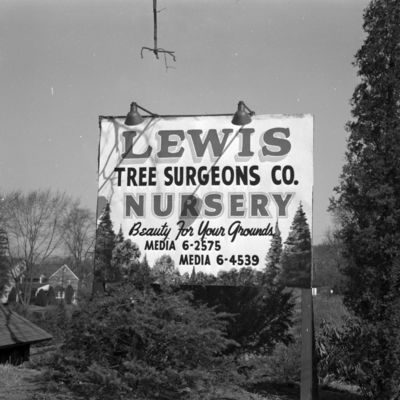 LEWIS
TREE SURGEONS CO.
NURSERY
Beauty For Your Grounds
MEDIA 6-2575
MEDIA 6-4539